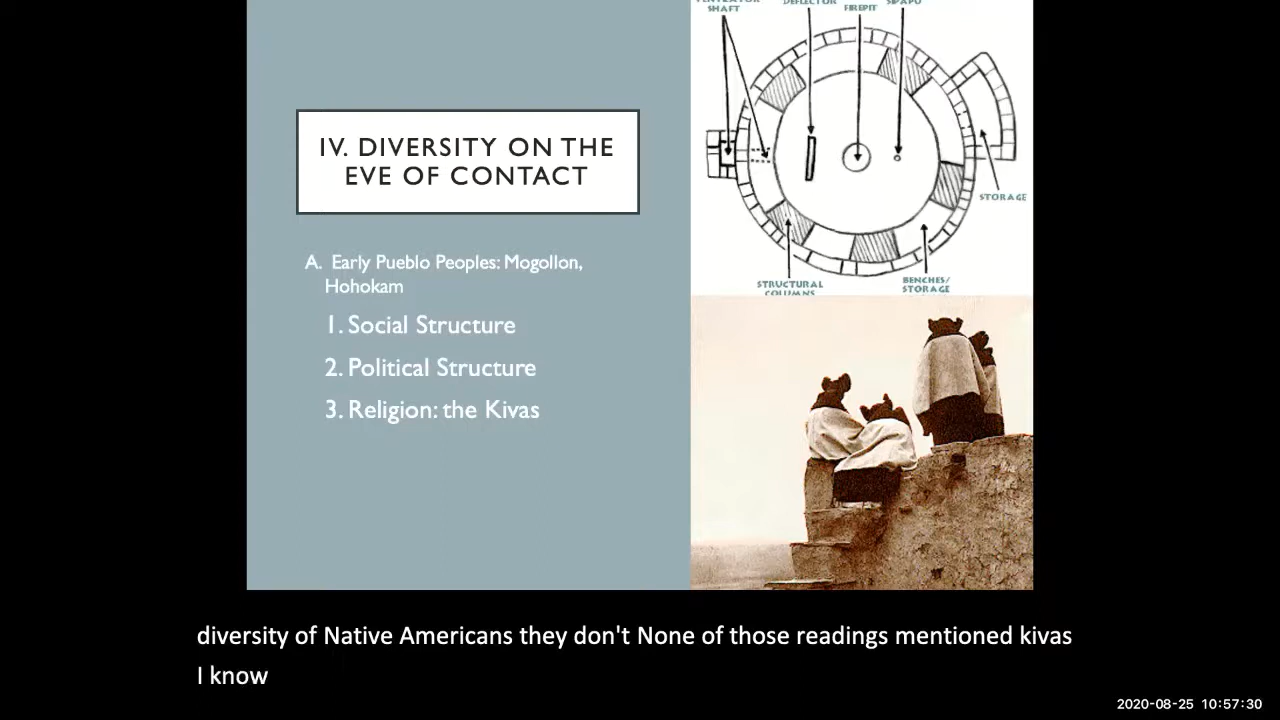 SHAFT
DEFLECTOR
FIREPIT
SIPAPU
IV. DIVERSITY ON THE
EVE OF CONTACT
STORAGE
A. Early Pueblo Peoples: Mogollon,
Hohokam
BENCHES/
STORAGE
STRUCTURAL
COLUMNS
1. Social Structure
2. Political Structure
3. Religion: the Kivas
diversity of Native Americans they don't None of those readings mentioned kivas
I know
2020-08-25 10:57:30